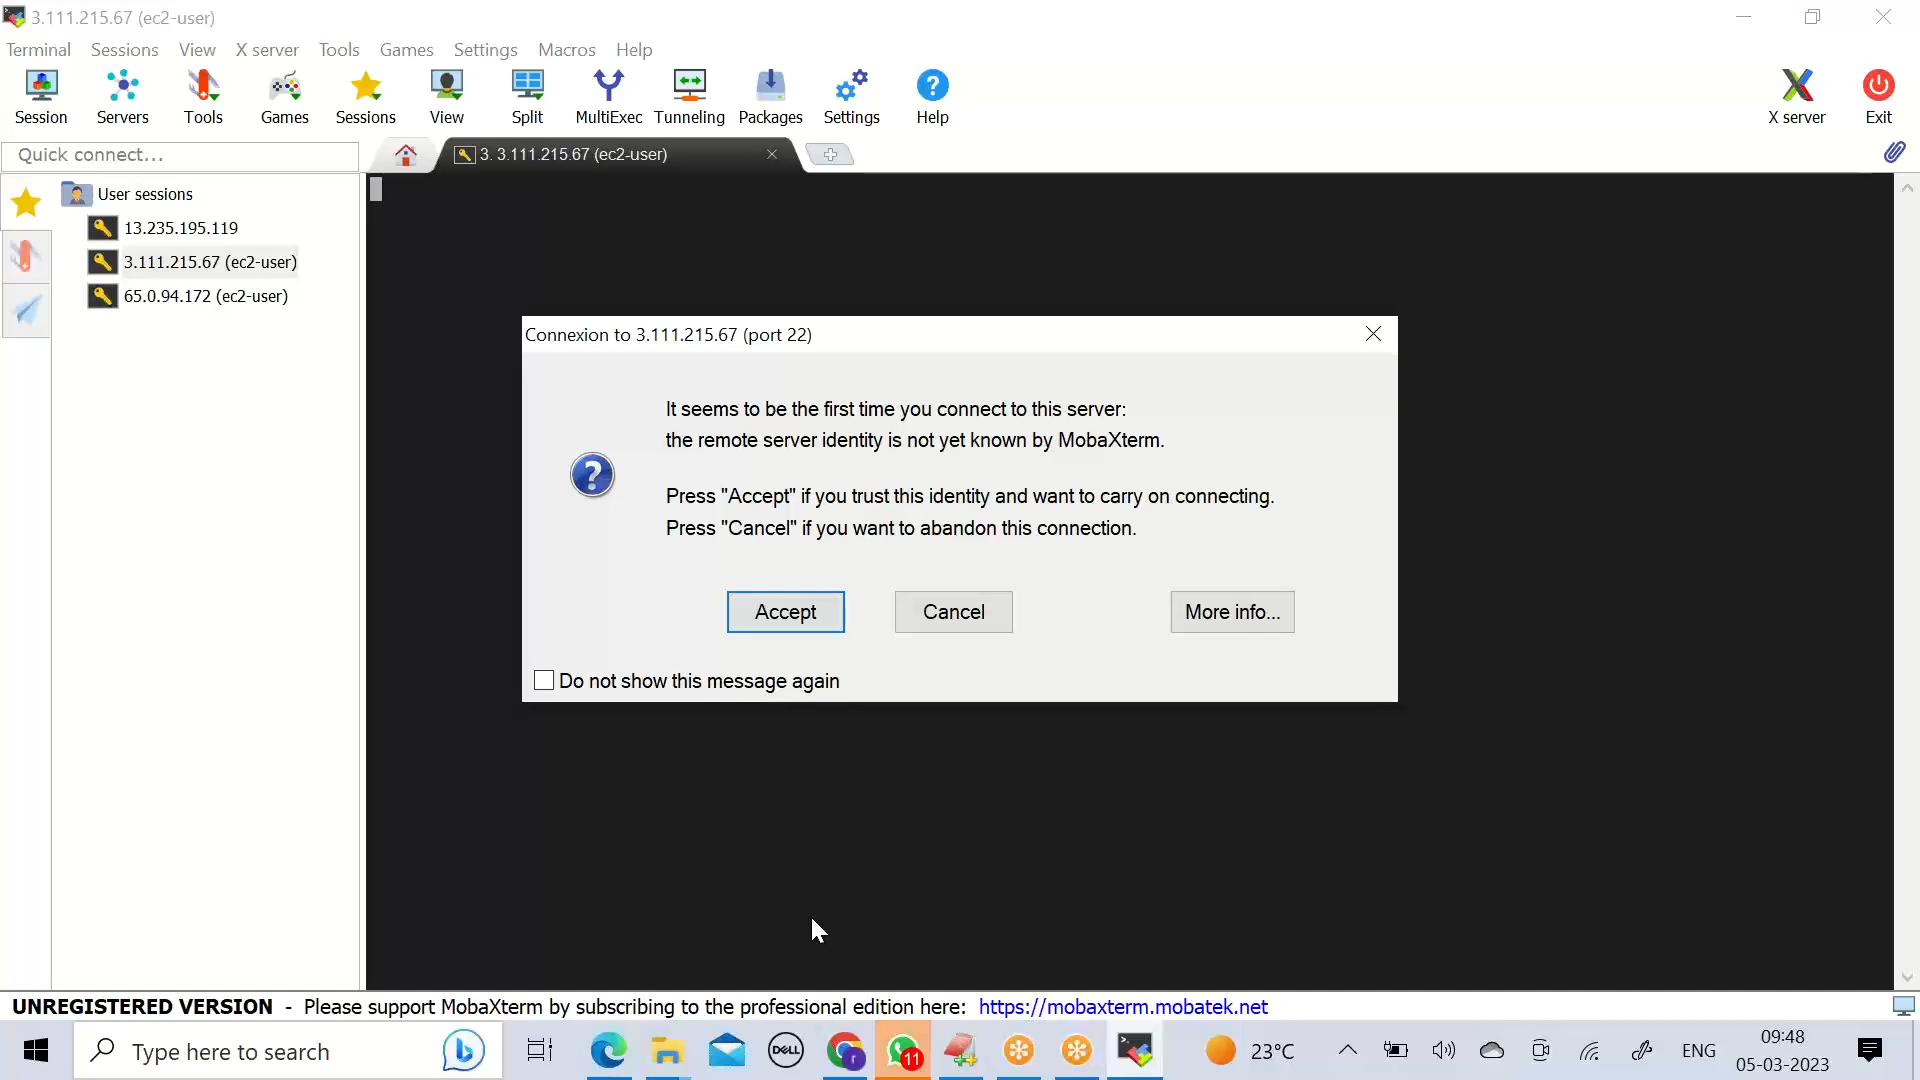 3.111.215.67 (ec2-user)
Terminal Sessions View X server Tools Games Settings Macros Help
Session Servers Tools Games Sessions View Split MultiExec Tunneling Packages Settings Help X server Exit
Quick connect...
3. 3.111.215.67 (ec2-user)
User sessions
13.235.195.119
3.111.215.67 (ec2-user)
65.0.94.172 (ec2-user)
Connexion to 3.111.215.67 (port 22)
It seems to be the first time you connect to this server:
the remote server identity is not yet known by MobaXterm.
Press "Accept" if you trust this identity and want to carry on connecting.
Press "Cancel" if you want to abandon this connection.
Accept Cancel More info...
Do not show this message again
UNREGISTERED VERSION - Please support MobaXterm by subscribing to the professional edition here: https://mobaxterm.mobatek.net
Type here to search
DELL
r
11
23°C
ENG
09:48
05-03-2023